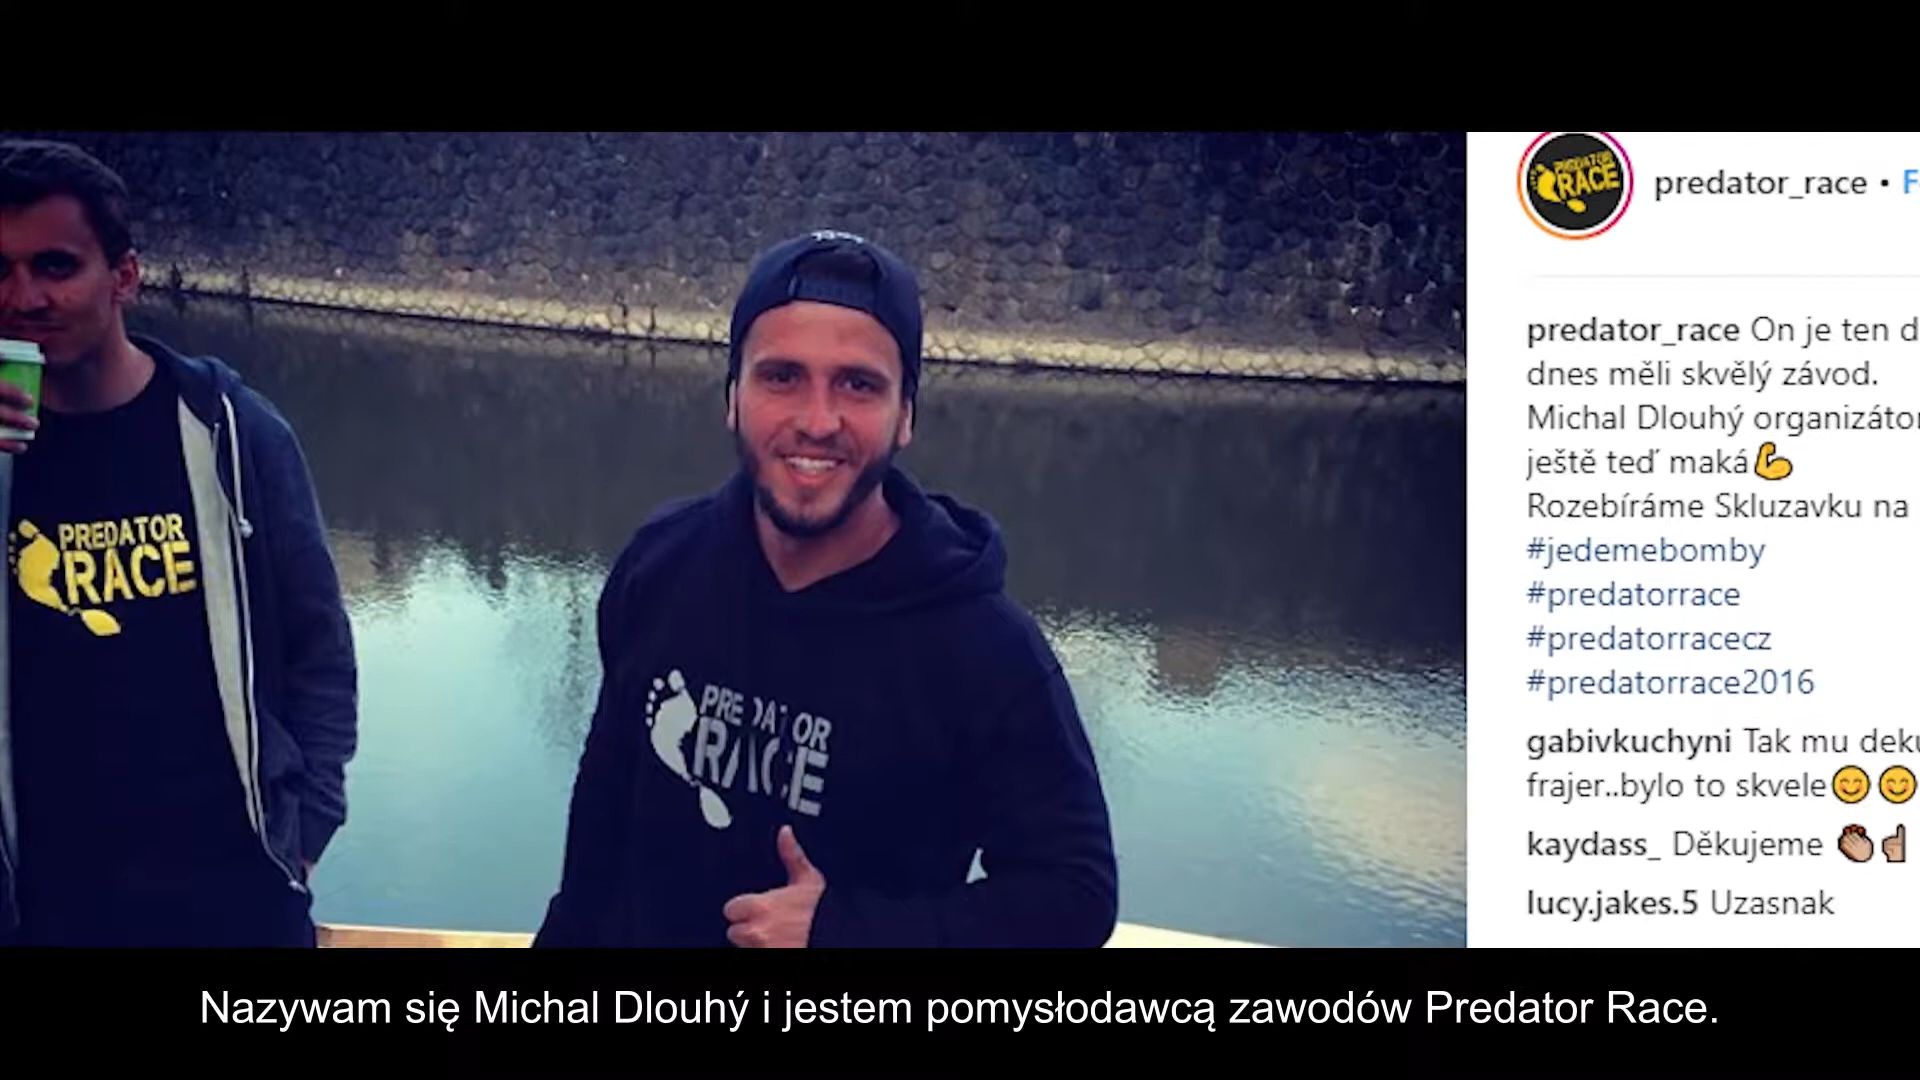 PREDATOR
RACE
predator_race •
PREDATOR
RACE
PREDATOR
RACE
predator_race On je ten
dnes měli skvělý závod.
Michal Dlouhý organizátor
ještě teď maká💪
Rozebíráme Skluzavku na
#jedemebomby
#predatorrace
#predatorracecz
#predatorrace2016
gabivkuchyni Tak mu
frajer..bylo to skvele😊😊
kaydass_ Děkujeme 👏☝
lucy.jakes.5 Uzasnak
Nazywam się Michal Dlouhý i jestem pomysłodawcą zawodów Predator Race.